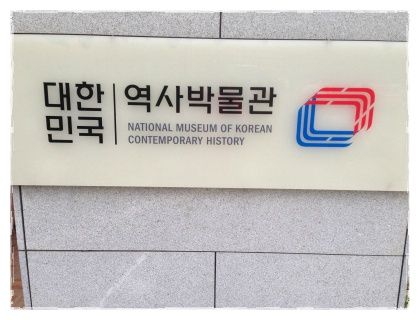 대한
민국
역사박물관
NATIONAL MUSEUM OF KOREAN
CONTEMPORARY HISTORY